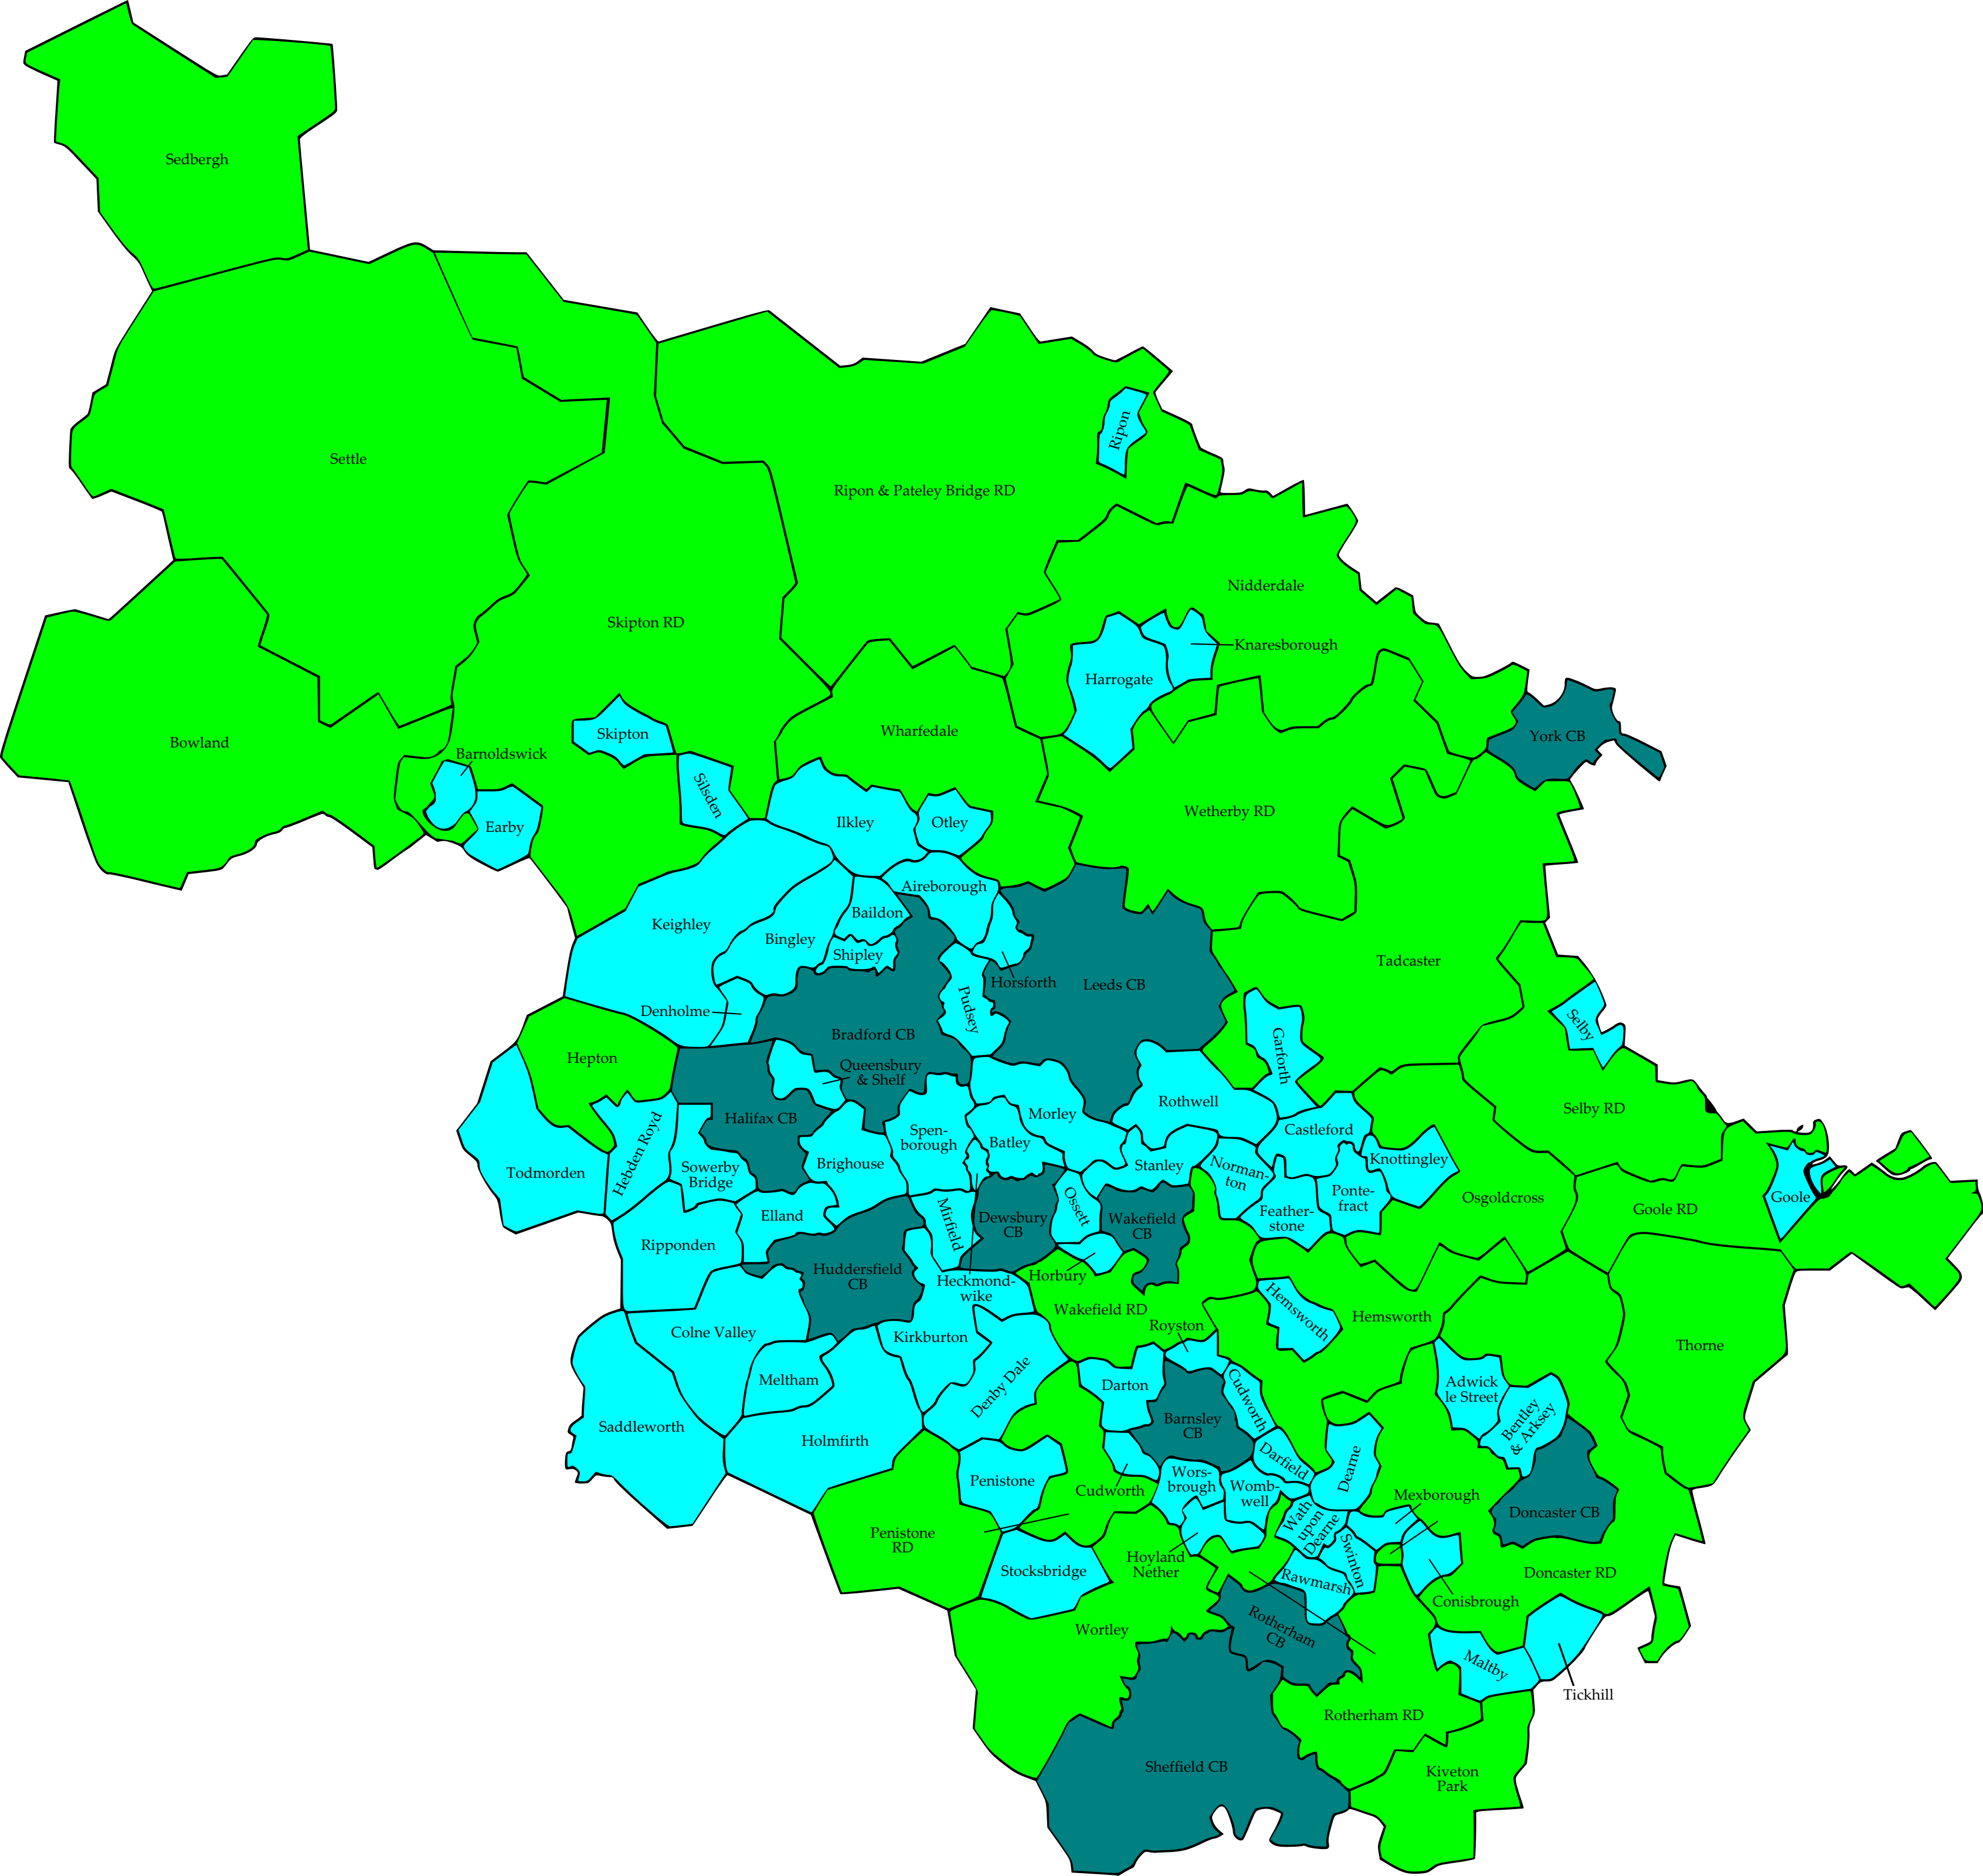 Sedbergh
Settle
Ripon
Ripon & Pateley Bridge RD
Nidderdale
Skipton RD
Knaresborough
Harrogate
Bowland
Skipton
Wharfedale
York CB
Barnoldswick
Silsden
Wetherby RD
Earby
Ilkley
Otley
Aireborough
Keighley
Baildon
Bingley
Shipley
Tadcaster
Horsforth
Leeds CB
Denholme
Pudsey
Selby
Bradford CB
Hepton
Garforth
Queensbury
& Shelf
Rothwell
Selby RD
Halifax CB
Morley
Spen-
borough
Castleford
Batley
Hebden Royd
Todmorden
Sowerby
Bridge
Brighouse
Stanley
Knottingley
Norman-
ton
Ponte-
fract
Osgoldcross
Goole
Goole RD
Elland
Mirfield
Dewsbury
CB
Ossett
Wakefield
CB
Feather-
stone
Ripponden
Huddersfield
CB
Heckmond-
wike
Horbury
Wakefield RD
Hemsworth
Hemsworth
Colne Valley
Kirkburton
Royston
Thorne
Meltham
Denby Dale
Darton
Cudworth
Adwick
le Street
Saddleworth
Holmfirth
Barnsley
CB
Bentley
& Arksey
Penistone
Darfield
Dearne
Cudworth
Wors-
brough
Womb-
well
Mexborough
Wath
upon
Dearne
Doncaster CB
Penistone
RD
Hoyland
Nether
Swinton
Stocksbridge
Rawmarsh
Doncaster RD
Conisbrough
Wortley
Rotherham
CB
Maltby
Tickhill
Rotherham RD
Sheffield CB
Kiveton
Park